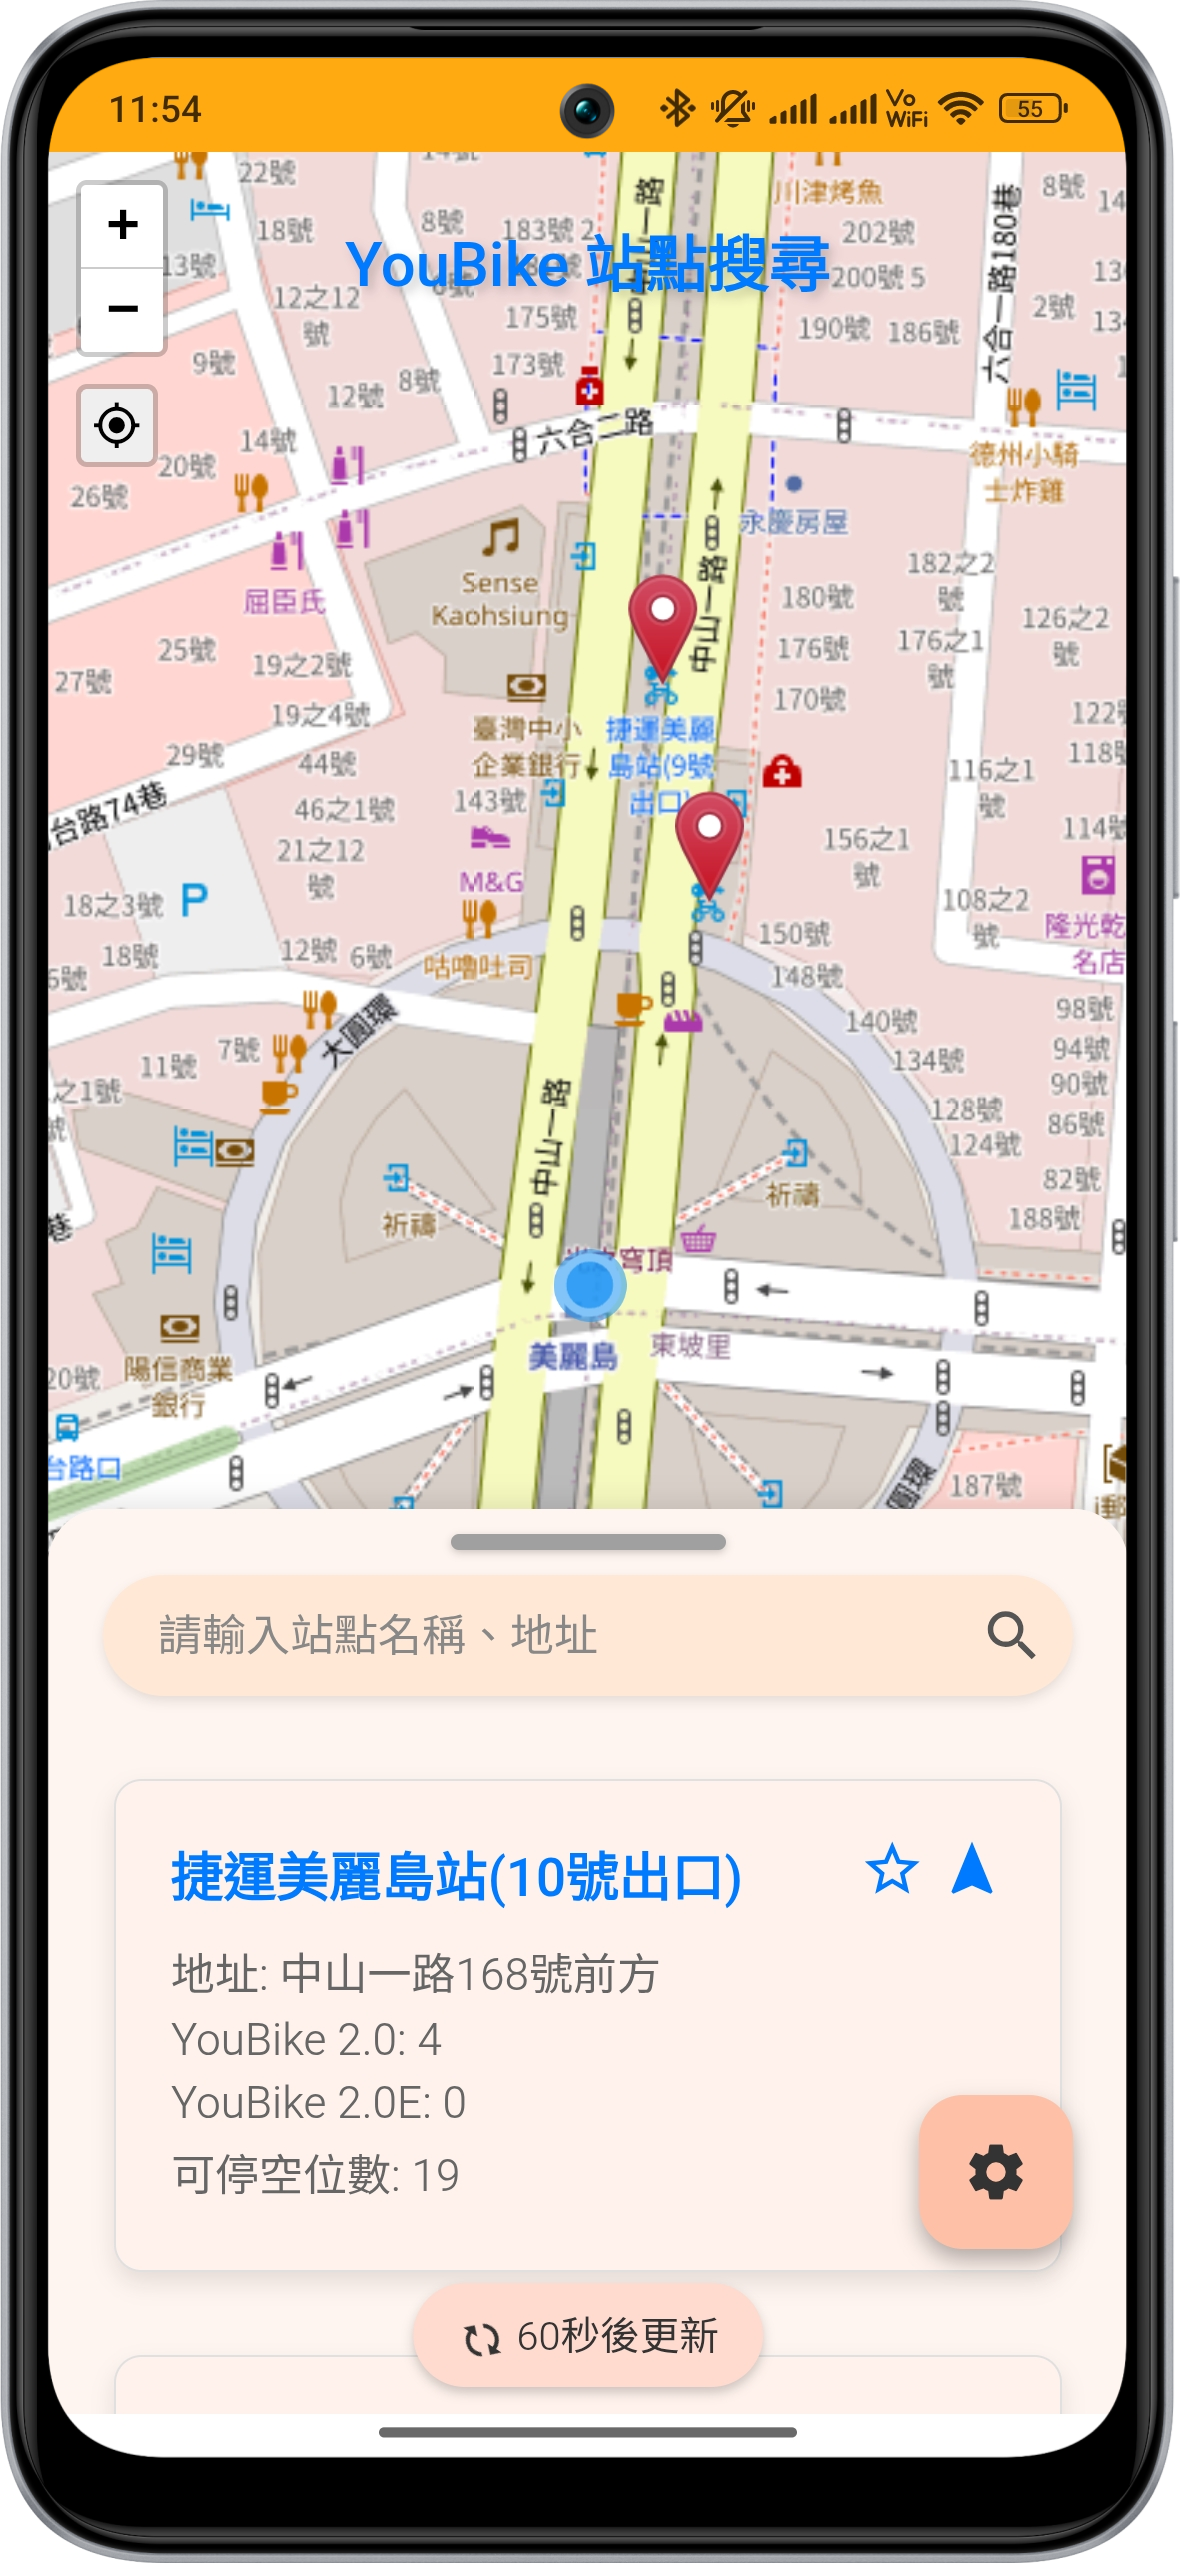 11:54
Vo
WiFi
55
22號
18號
13號
8號
183號 2
川津烤魚
202號
200號 5
8號
六合一路180巷
YouBike 站點搜尋
12之12
號
175號
190號
186號
2號
9號
173號
12號
8號
六合二路
14號
20號
26號
德州小騎
士炸雞
永慶房屋
Sense
Kaohsiung
屈臣氏
182之2
號
180號
126之2
號
中山一路
25號
19之2號
176號
176之1
號
27號
170號
19之4號
臺灣中小
企業銀行
捷運美麗
島站(9號
出口)
29號
44號
116之1
號
台路74巷
46之1號
143號
21之12
號
156之1
號
M&G
18之3號
P
108之2
號
隆光乾
名店
18號
12號
6號
咕嚕吐司
150號
148號
大圓環
98號
140號
11號
7號
134號
94號
90號
之1號
中山一路
128號
86號
124號
祈禱
祈禱
82號
188號
巷
美麗島
東坡里
陽信商業
銀行
20號
台路口
圓環
187號
請輸入站點名稱、地址
捷運美麗島站(10號出口)
地址: 中山一路168號前方
YouBike 2.0: 4
YouBike 2.0E: 0
可停空位數: 19
60秒後更新